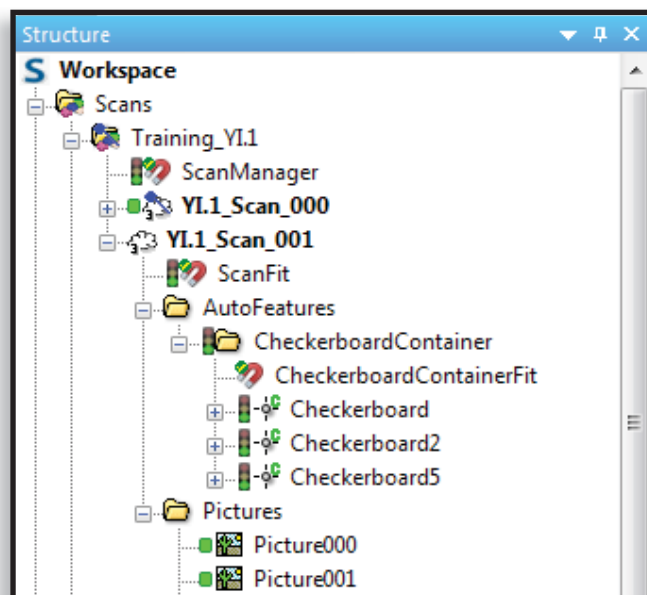 Structure
Workspace
Scans
Training_YI.1
ScanManager
YI.1_Scan_000
YI.1_Scan_001
ScanFit
AutoFeatures
CheckerboardContainer
CheckerboardContainerFit
Checkerboard
Checkerboard2
Checkerboard5
Pictures
Picture000
Picture001